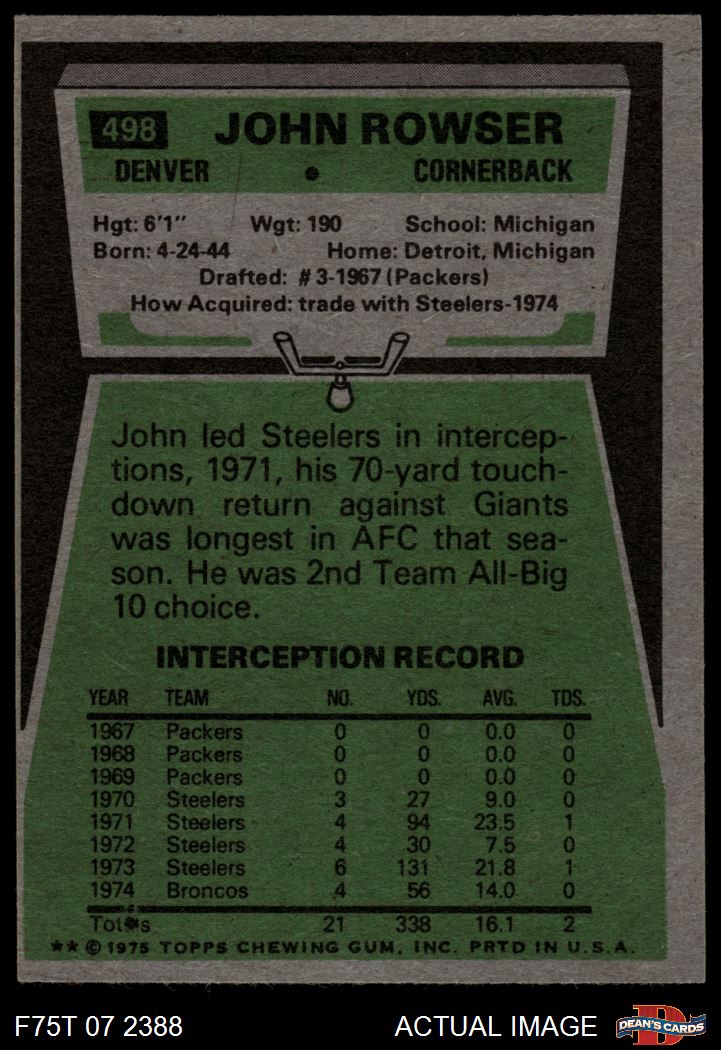 498 JOHN ROWSER
DENVER • CORNERBACK
Hgt: 6'1" Wgt: 190 School: Michigan
Born: 4-24-44 Home: Detroit, Michigan
Drafted: #3-1967 (Packers)
How Acquired: trade with Steelers-1974
John led Steelers in intercep-
tions, 1971, his 70-yard touch-
down return against Giants
was longest in AFC that sea-
son. He was 2nd Team All-Big
10 choice.
INTERCEPTION RECORD
YEAR TEAM NO. YDS. AVG. TDS.
1967 Packers 0 0 0.0 0
1968 Packers 0 0 0.0 0
1969 Packers 0 0 0.0 0
1970 Steelers 3 27 9.0 0
1971 Steelers 4 94 23.5 1
1972 Steelers 4 30 7.5 0
1973 Steelers 6 131 21.8 1
1974 Broncos 4 56 14.0 0
Totals 21 338 16.1 2
** © 1975 TOPPS CHEWING GUM, INC. PRTD IN U.S.A.
F75T 07 2388 ACTUAL IMAGE D DEAN'S CARDS